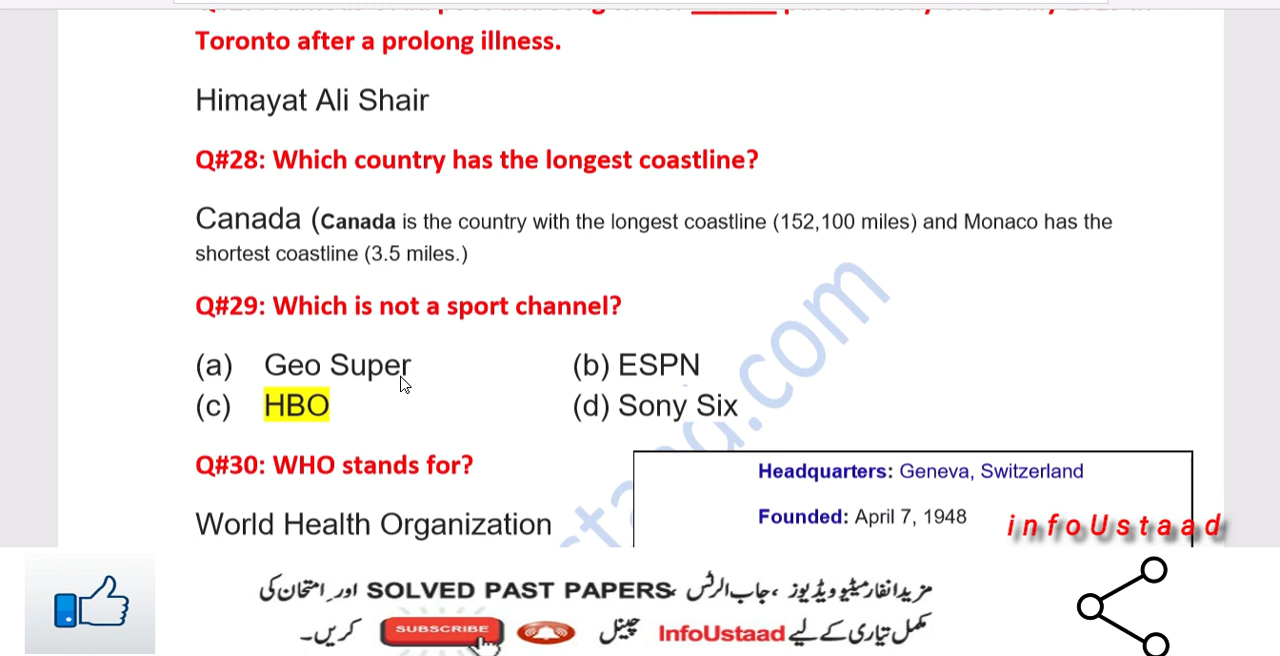 Toronto after a prolong illness.
Himayat Ali Shair
Q#28: Which country has the longest coastline?
Canada (Canada is the country with the longest coastline (152,100 miles) and Monaco has the
shortest coastline (3.5 miles.)
Q#29: Which is not a sport channel?
(a) Geo Super (b) ESPN
(c) HBO (d) Sony Six
Q#30: WHO stands for?
Headquarters: Geneva, Switzerland
World Health Organization
Founded: April 7, 1948
infoUstaad
مزید انفارمیٹیو ویڈیوز ، جاب الرٹس ، SOLVED PAST PAPERS اور امتحان کی
مکمل تیاری کے لیے InfoUstaad چینل SUBSCRIBE کریں۔